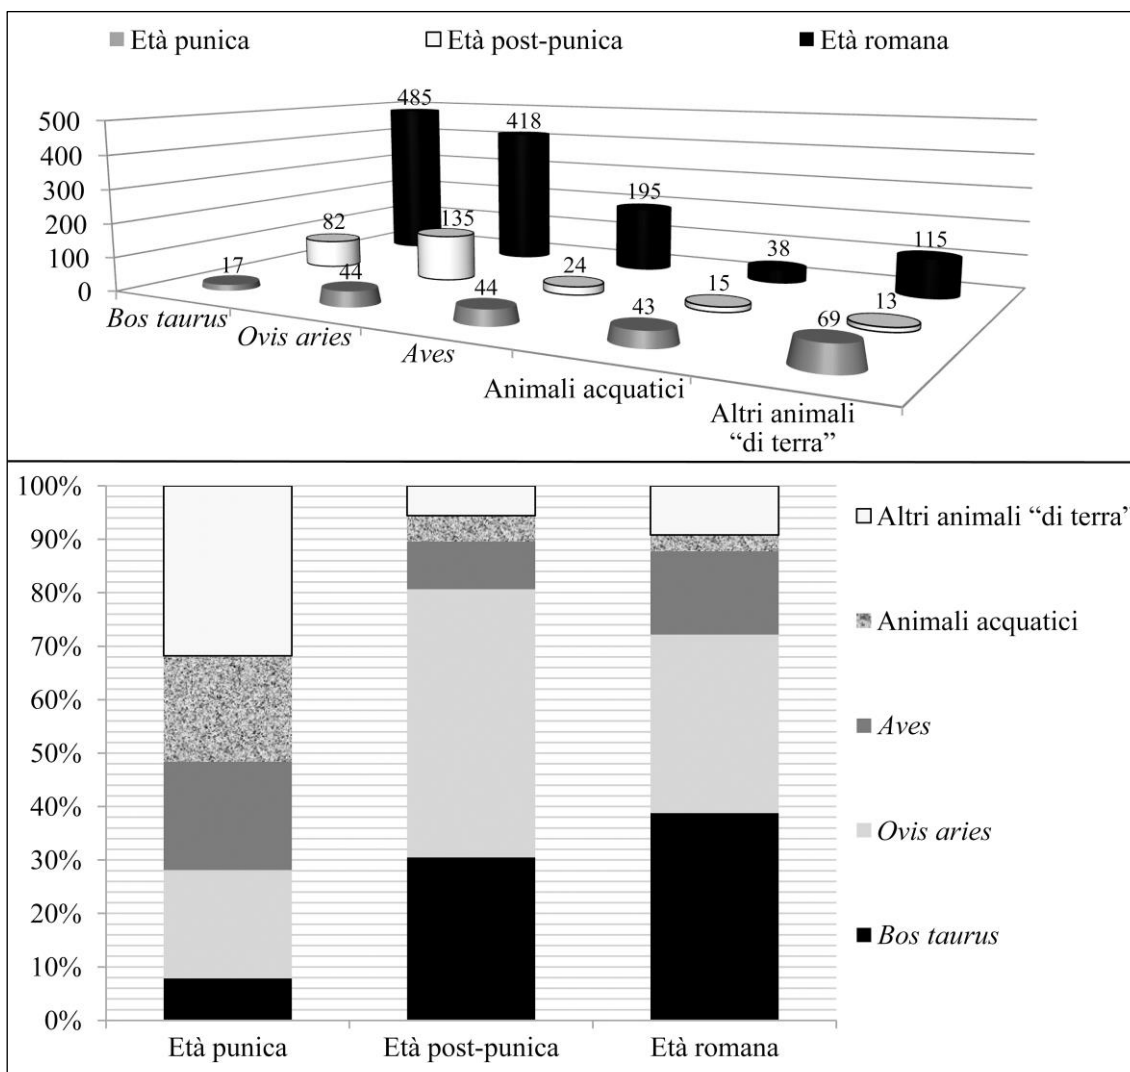 Età punica Età post-punica Età romana
500
400
300
200
100
0
485
418
195
38
115
82
135
24
15
13
17
44
44
43
69
Bos taurus
Ovis aries
Aves
Animali acquatici
Altri animali
“di terra”
100%
90%
80%
70%
60%
50%
40%
30%
20%
10%
0%
Età punica Età post-punica Età romana
Altri animali “di terra”
Animali acquatici
Aves
Ovis aries
Bos taurus